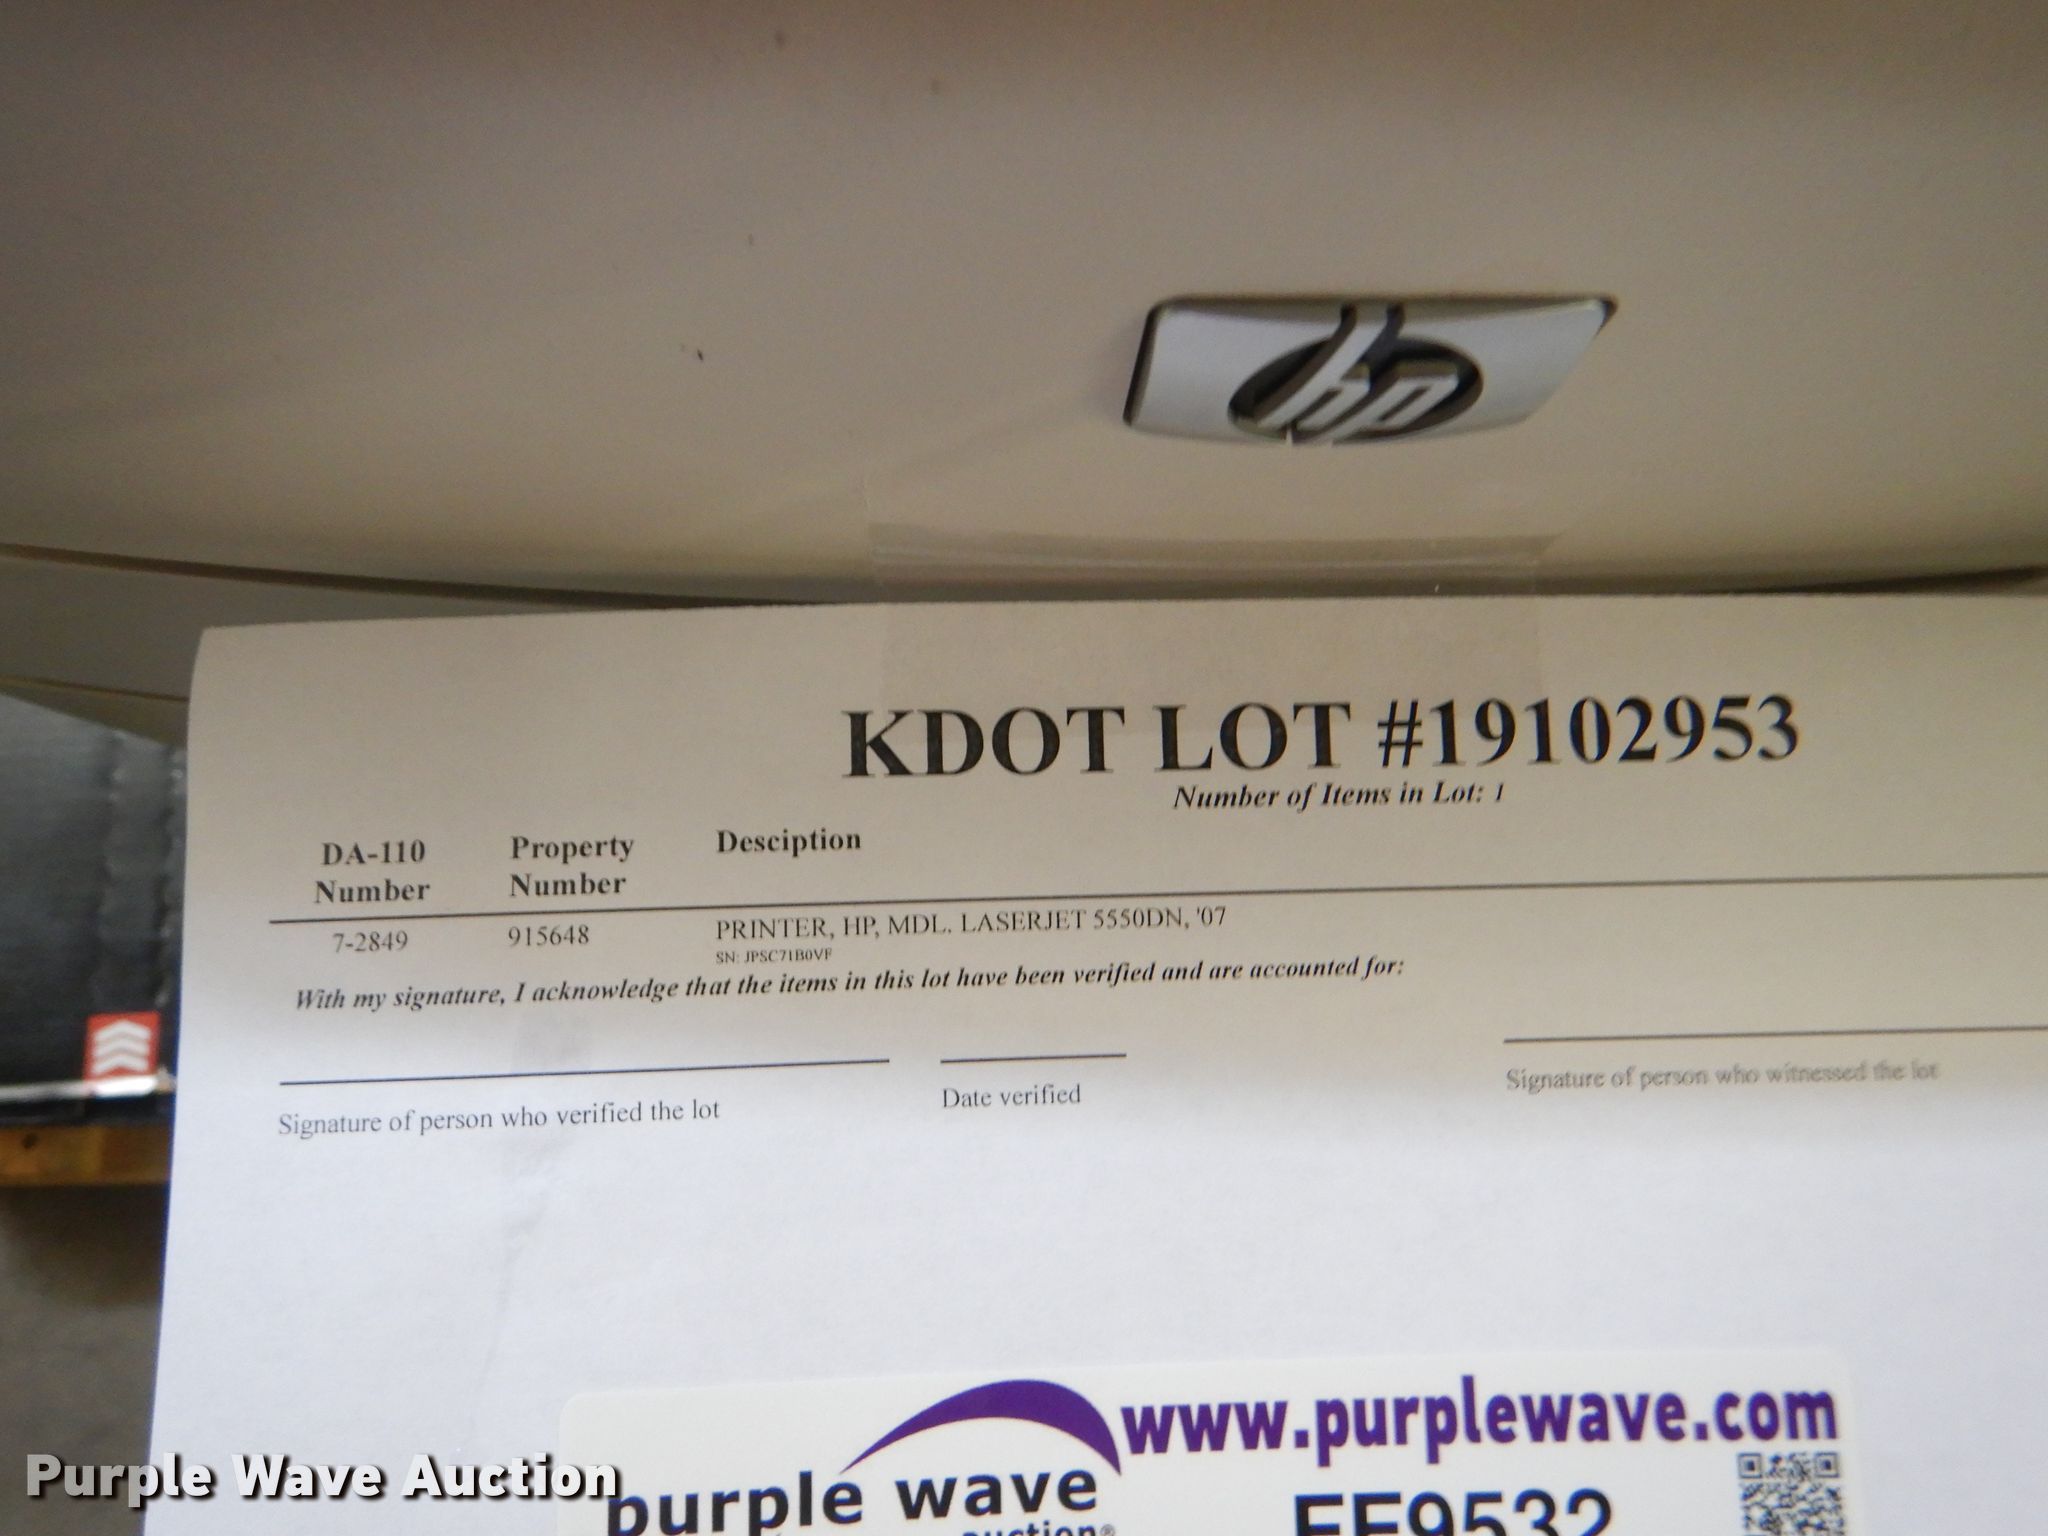 hp
KDOT LOT #19102953
Number of Items in Lot: 1
DA-110 Number
Property Number
Desciption
7-2849 915648 PRINTER, HP, MDL. LASERJET 5550DN, '07
SN: JPSC71B0VF
With my signature, I acknowledge that the items in this lot have been verified and are accounted for:
Signature of person who verified the lot
Date verified
Signature of person who witnessed the lot
www.purplewave.com
purple wave
auction®
Purple Wave Auction